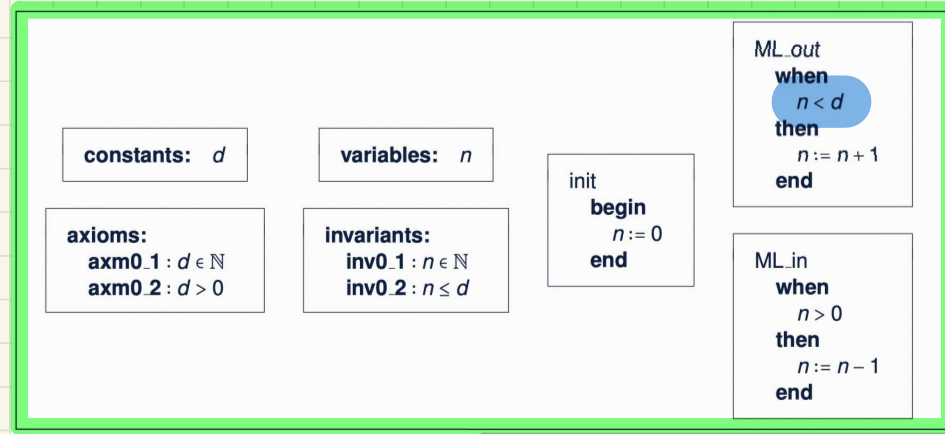 constants: d
axioms:
axm0_1 : d ∈ ℕ
axm0_2 : d > 0
variables: n
invariants:
inv0_1 : n ∈ ℕ
inv0_2 : n ≤ d
init
begin
n := 0
end
ML_out
when
n < d
then
n := n + 1
end
ML_in
when
n > 0
then
n := n − 1
end